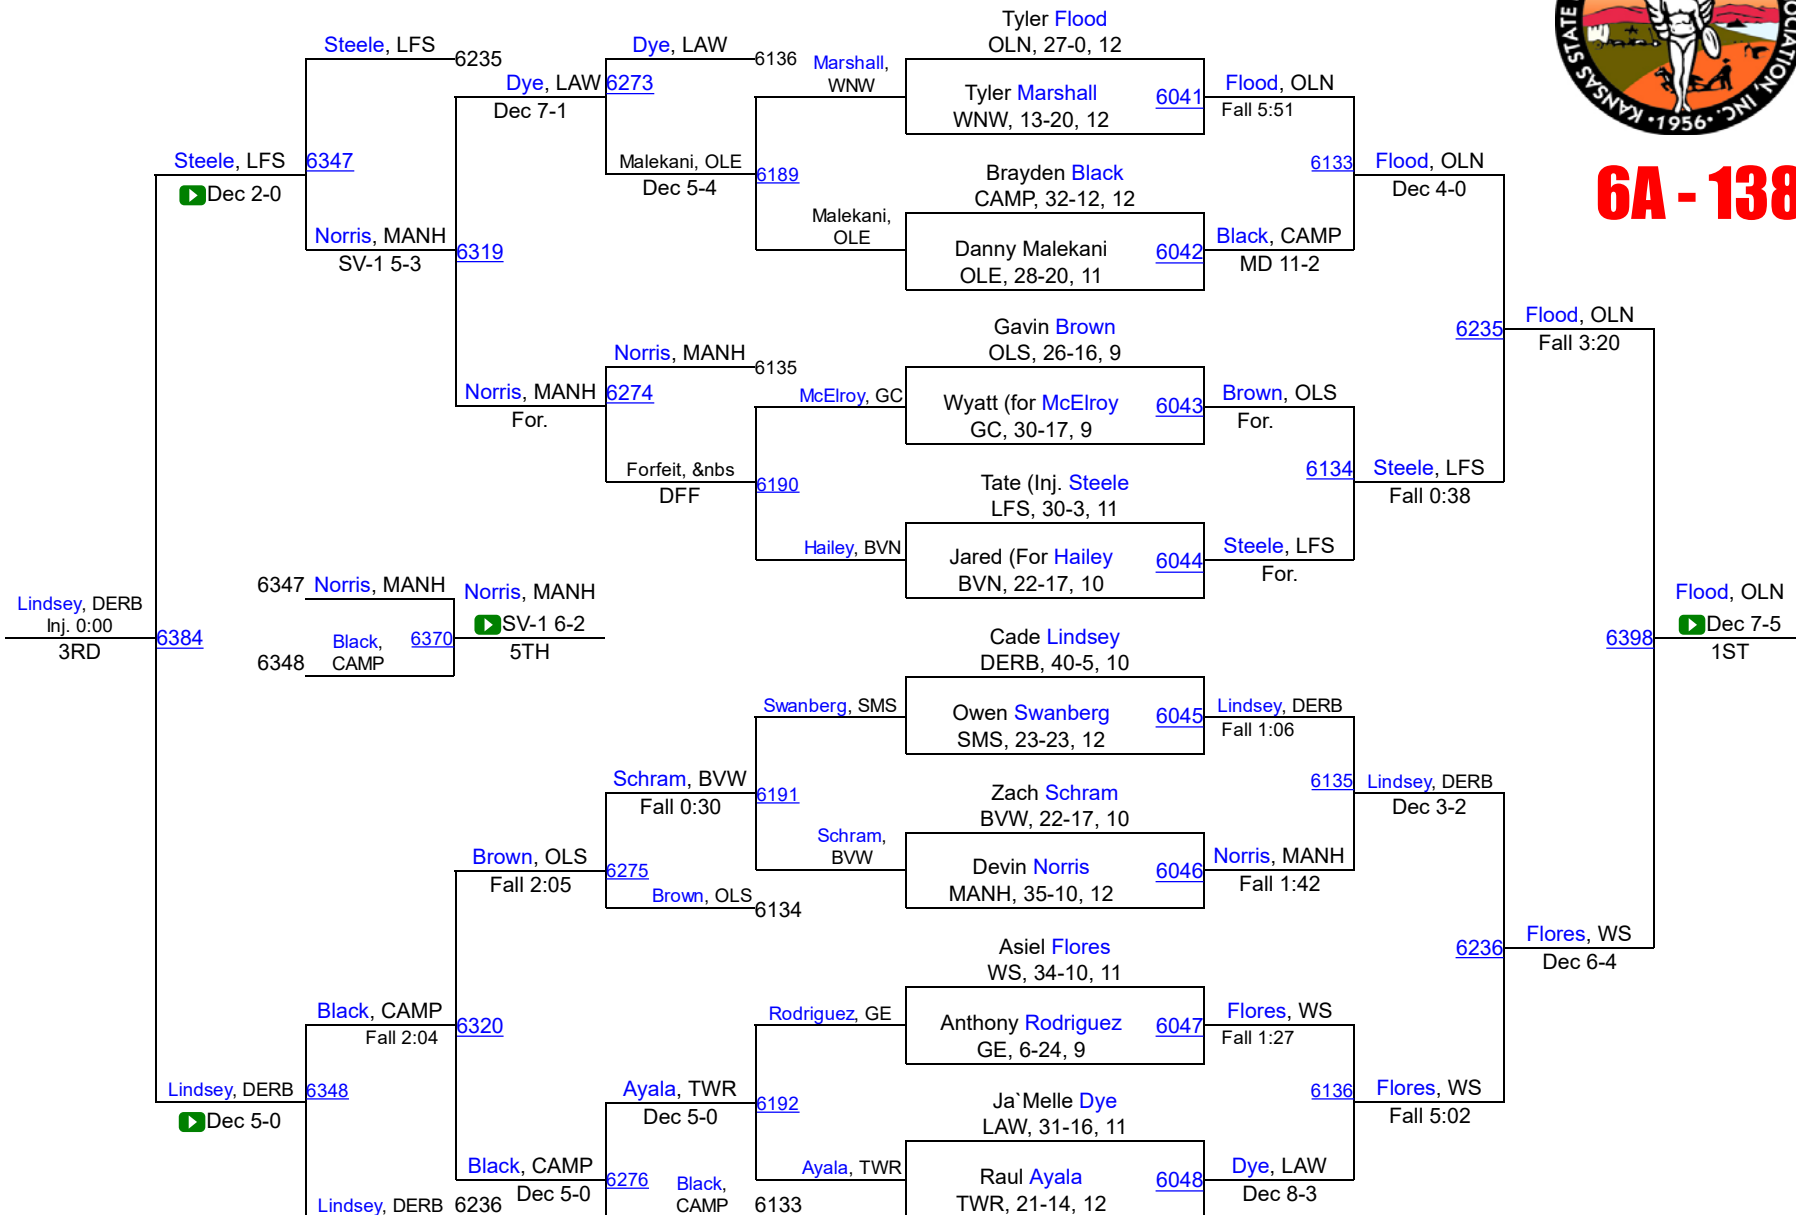 Tyler Flood
OLN, 27-0, 12
Steele, LFS
6235
Dye, LAW
6136
Marshall,
WNW
Dye, LAW
6273
Dec 7-1
Tyler Marshall
WNW, 13-20, 12
6041
Flood, OLN
Fall 5:51
KANSAS STATE
OCIATION, INC.
•1956•
Steele, LFS
6347
Dec 2-0
Malekani, OLE
Dec 5-4
6189
Brayden Black
CAMP, 32-12, 12
6133
Flood, OLN
Dec 4-0
6A - 138
Norris, MANH
SV-1 5-3
6319
Malekani,
OLE
Danny Malekani
OLE, 28-20, 11
6042
Black, CAMP
MD 11-2
Gavin Brown
OLS, 26-16, 9
6235
Flood, OLN
Fall 3:20
Norris, MANH
6135
Norris, MANH
6274
For.
McElroy, GC
Wyatt (for McElroy
GC, 30-17, 9
6043
Brown, OLS
For.
Forfeit, &nbs
DFF
6190
Tate (Inj. Steele
LFS, 30-3, 11
6134
Steele, LFS
Fall 0:38
Hailey, BVN
Jared (For Hailey
BVN, 22-17, 10
6044
Steele, LFS
For.
Lindsey, DERB
Inj. 0:00
3RD
6384
6347
Norris, MANH
Norris, MANH
SV-1 6-2
5TH
6348
Black,
CAMP
6370
Cade Lindsey
DERB, 40-5, 10
6398
Flood, OLN
Dec 7-5
1ST
Swanberg, SMS
Owen Swanberg
SMS, 23-23, 12
6045
Lindsey, DERB
Fall 1:06
Schram, BVW
Fall 0:30
6191
Zach Schram
BVW, 22-17, 10
6135
Lindsey, DERB
Dec 3-2
Schram,
BVW
Brown, OLS
Fall 2:05
6275
Brown, OLS
6134
Devin Norris
MANH, 35-10, 12
6046
Norris, MANH
Fall 1:42
Asiel Flores
WS, 34-10, 11
6236
Flores, WS
Dec 6-4
Black, CAMP
Fall 2:04
6320
Rodriguez, GE
Anthony Rodriguez
GE, 6-24, 9
6047
Flores, WS
Fall 1:27
Lindsey, DERB
6348
Dec 5-0
Ayala, TWR
Dec 5-0
6192
Ja`Melle Dye
LAW, 31-16, 11
6136
Flores, WS
Fall 5:02
Black, CAMP
Dec 5-0
6276
Black,
CAMP
6133
Ayala, TWR
Raul Ayala
TWR, 21-14, 12
6048
Dye, LAW
Dec 8-3
Lindsey, DERB
6236